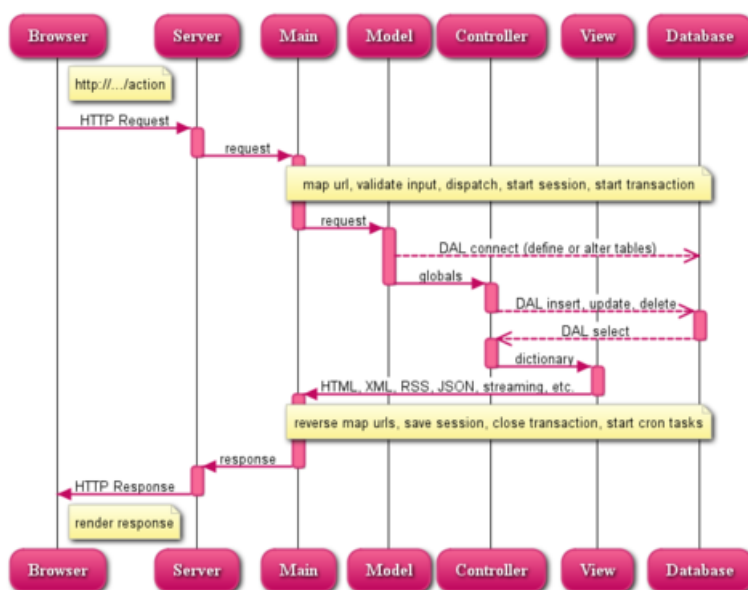 Browser Server Main Model Controller View Database
http://.../action
HTTP Request
request
map url, validate input, dispatch, start session, start transaction
request
DAL connect (define or alter tables)
globals
DAL insert, update, delete
DAL select
dictionary
HTML, XML, RSS, JSON, streaming, etc.
reverse map urls, save session, close transaction, start cron tasks
response
HTTP Response
render response
Browser Server Main Model Controller View Database